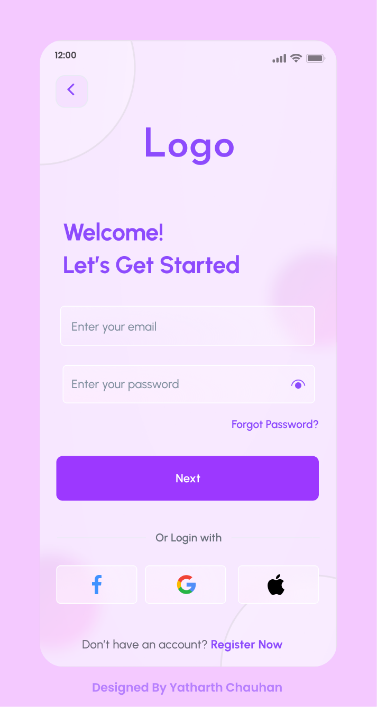 12:00
Logo
Welcome!
Let's Get Started
Enter your email
Enter your password
Forgot Password?
Next
Or Login with
Don't have an account? Register Now
Designed By Yatharth Chauhan